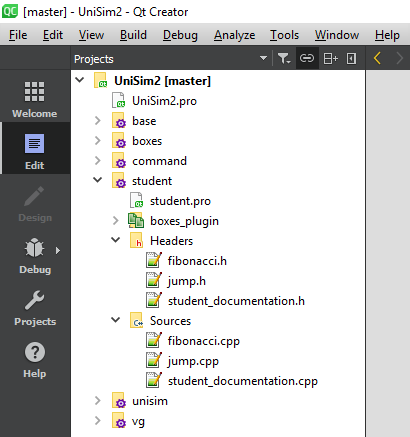 QC [master] - UniSim2 - Qt Creator
File Edit View Build Debug Analyze Tools Window Help
Projects
Welcome
Edit
Design
Debug
Projects
Help
UniSim2 [master]
UniSim2.pro
base
boxes
command
student
student.pro
boxes_plugin
Headers
fibonacci.h
jump.h
student_documentation.h
Sources
fibonacci.cpp
jump.cpp
student_documentation.cpp
unisim
vg